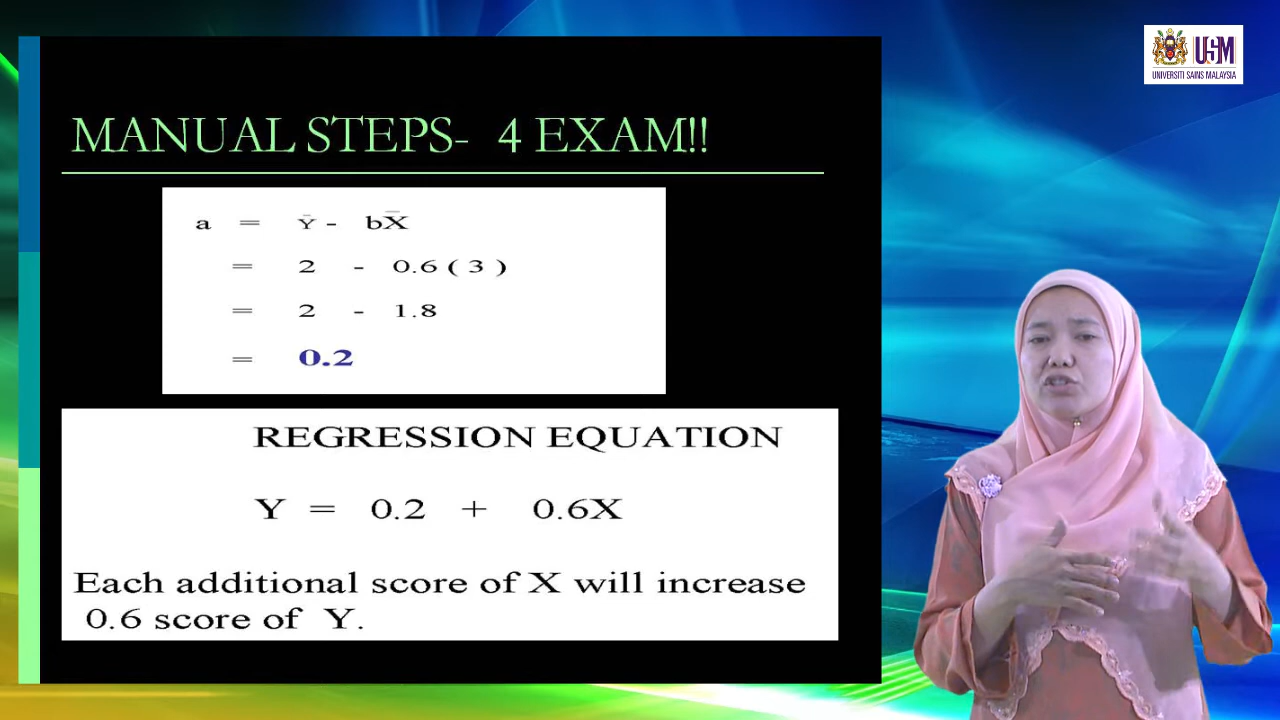 USM
UNIVERSITI SAINS MALAYSIA
MANUAL STEPS- 4 EXAM!!
a = Ȳ - bX̄
= 2 - 0.6 ( 3 )
= 2 - 1.8
= 0.2
REGRESSION EQUATION
Y = 0.2 + 0.6X
Each additional score of X will increase
0.6 score of Y.